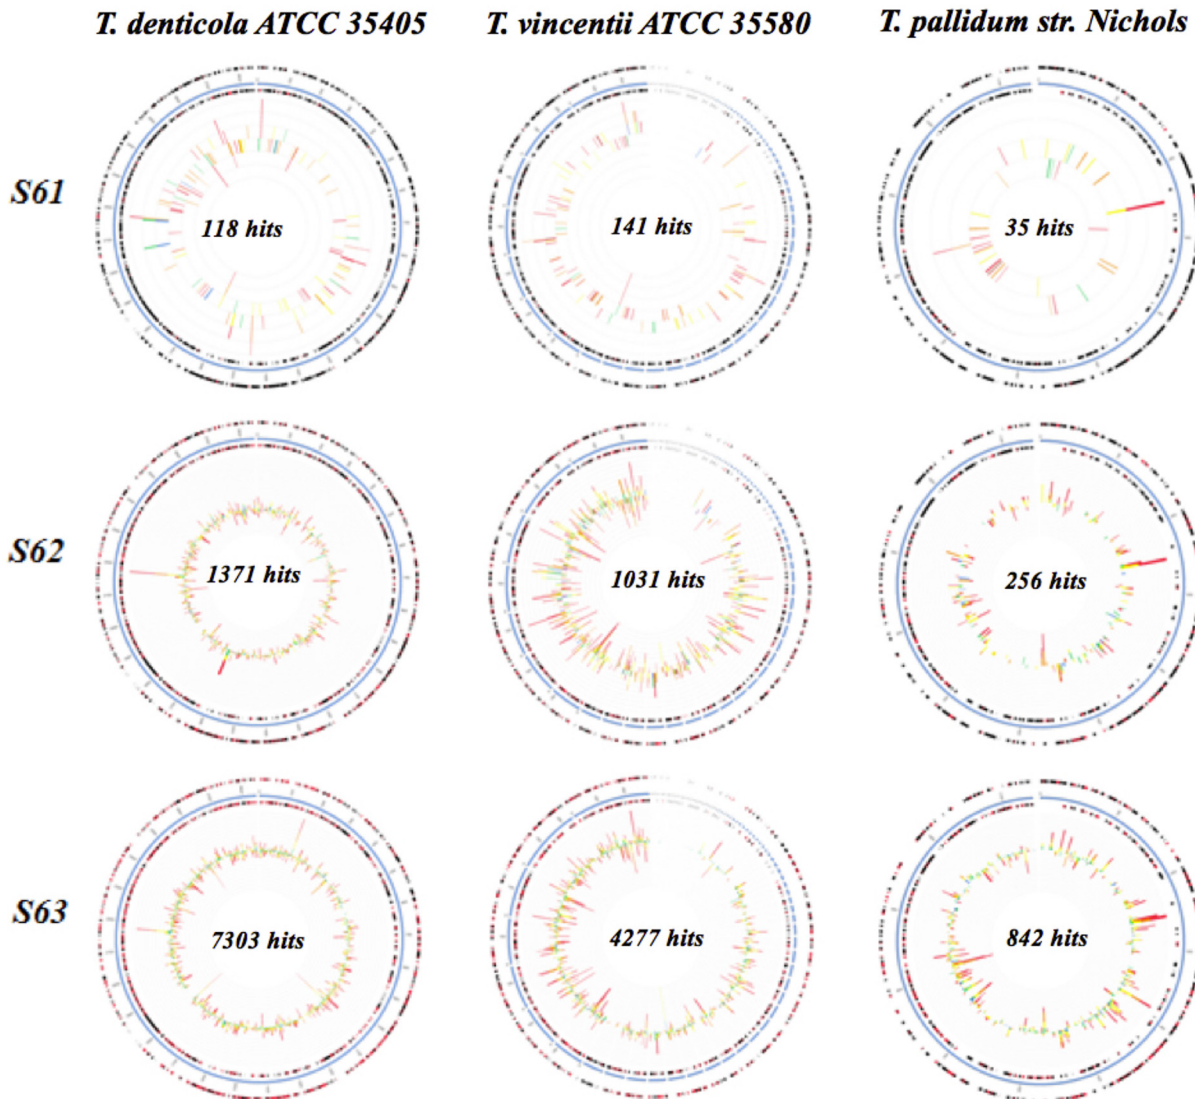 T. denticola ATCC 35405 T. vincentii ATCC 35580 T. pallidum str. Nichols
S61 118 hits 141 hits 35 hits
S62 1371 hits 1031 hits 256 hits
S63 7303 hits 4277 hits 842 hits